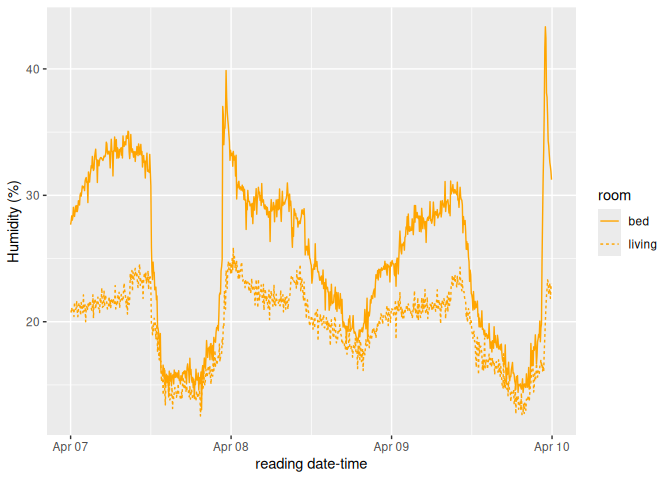 40
30
20
Humidity (%)
Apr 07
Apr 08
Apr 09
Apr 10
reading date-time
room
bed
living